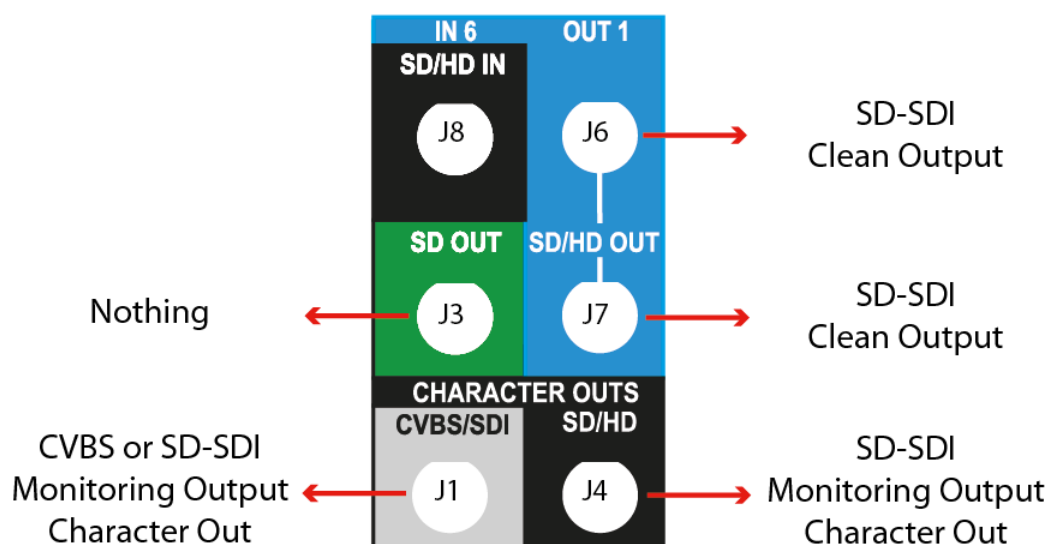 IN 6
OUT 1
SD/HD IN
J8
J6
SD-SDI
Clean Output
SD OUT
SD/HD OUT
Nothing
J3
J7
SD-SDI
Clean Output
CHARACTER OUTS
CVBS/SDI
SD/HD
CVBS or SD-SDI
Monitoring Output
Character Out
J1
J4
SD-SDI
Monitoring Output
Character Out